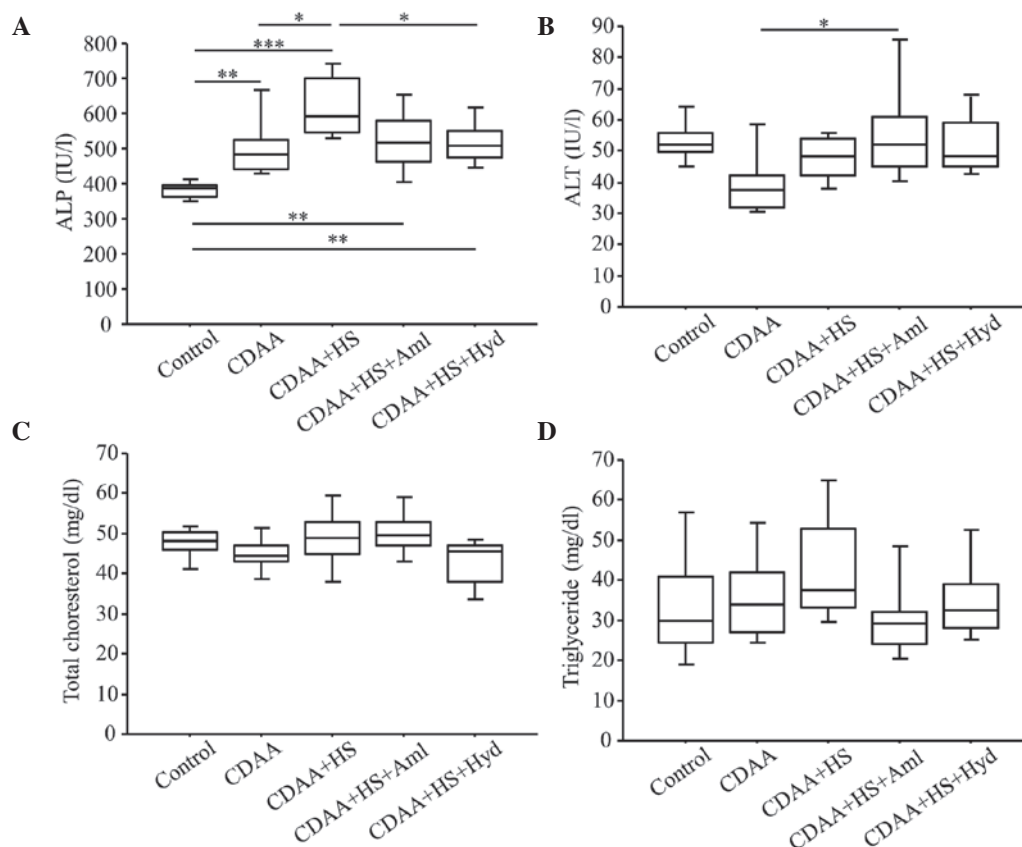 A
ALP (IU/l)
800
700
600
500
400
300
200
100
0
*
*
***
**
**
**
Control
CDAA
CDAA+HS
CDAA+HS+Aml
CDAA+HS+Hyd
B
ALT (IU/l)
90
80
70
60
50
40
30
20
10
0
*
Control
CDAA
CDAA+HS
CDAA+HS+Aml
CDAA+HS+Hyd
C
Total choresterol (mg/dl)
70
60
50
40
30
20
10
0
Control
CDAA
CDAA+HS
CDAA+HS+Aml
CDAA+HS+Hyd
D
Triglyceride (mg/dl)
70
60
50
40
30
20
10
0
Control
CDAA
CDAA+HS
CDAA+HS+Aml
CDAA+HS+Hyd